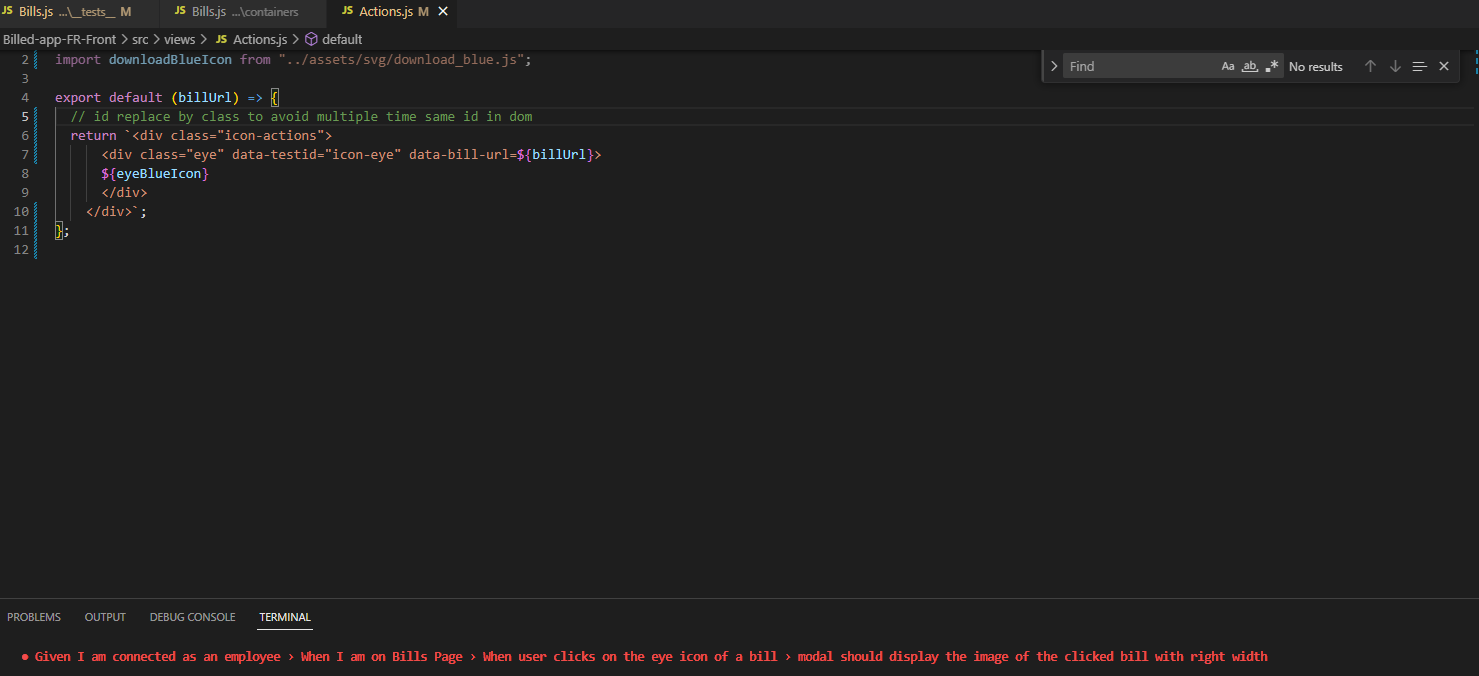 JS Bills.js ...\__tests__ M JS Bills.js ...\containers JS Actions.js M
Billed-app-FR-Front > src > views > JS Actions.js > default
Find Aa ab No results
2 import downloadBlueIcon from "../assets/svg/download_blue.js";
3
4 export default (billUrl) => {
5 // id replace by class to avoid multiple time same id in dom
6 return `<div class="icon-actions">
7 <div class="eye" data-testid="icon-eye" data-bill-url=${billUrl}>
8 ${eyeBlueIcon}
9 </div>
10 </div>`;
11 };
12
PROBLEMS OUTPUT DEBUG CONSOLE TERMINAL
● Given I am connected as an employee › When I am on Bills Page › When user clicks on the eye icon of a bill › modal should display the image of the clicked bill with right width